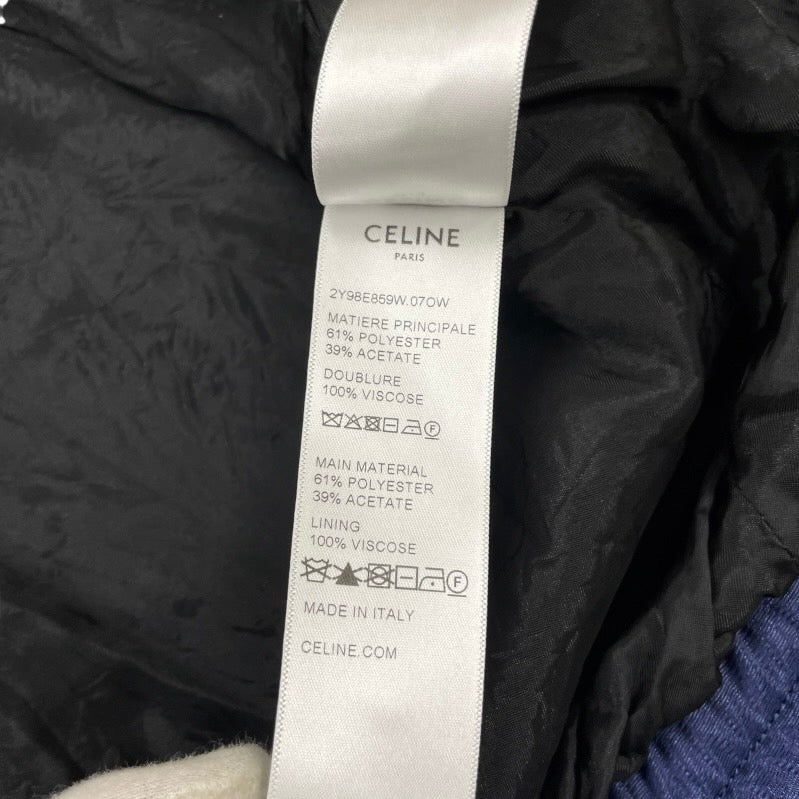 CELINE
PARIS
2Y98E859W.07OW
MATIERE PRINCIPALE
61% POLYESTER
39% ACETATE
DOUBLURE
100% VISCOSE
F
MAIN MATERIAL
61% POLYESTER
39% ACETATE
LINING
100% VISCOSE
F
MADE IN ITALY
CELINE.COM